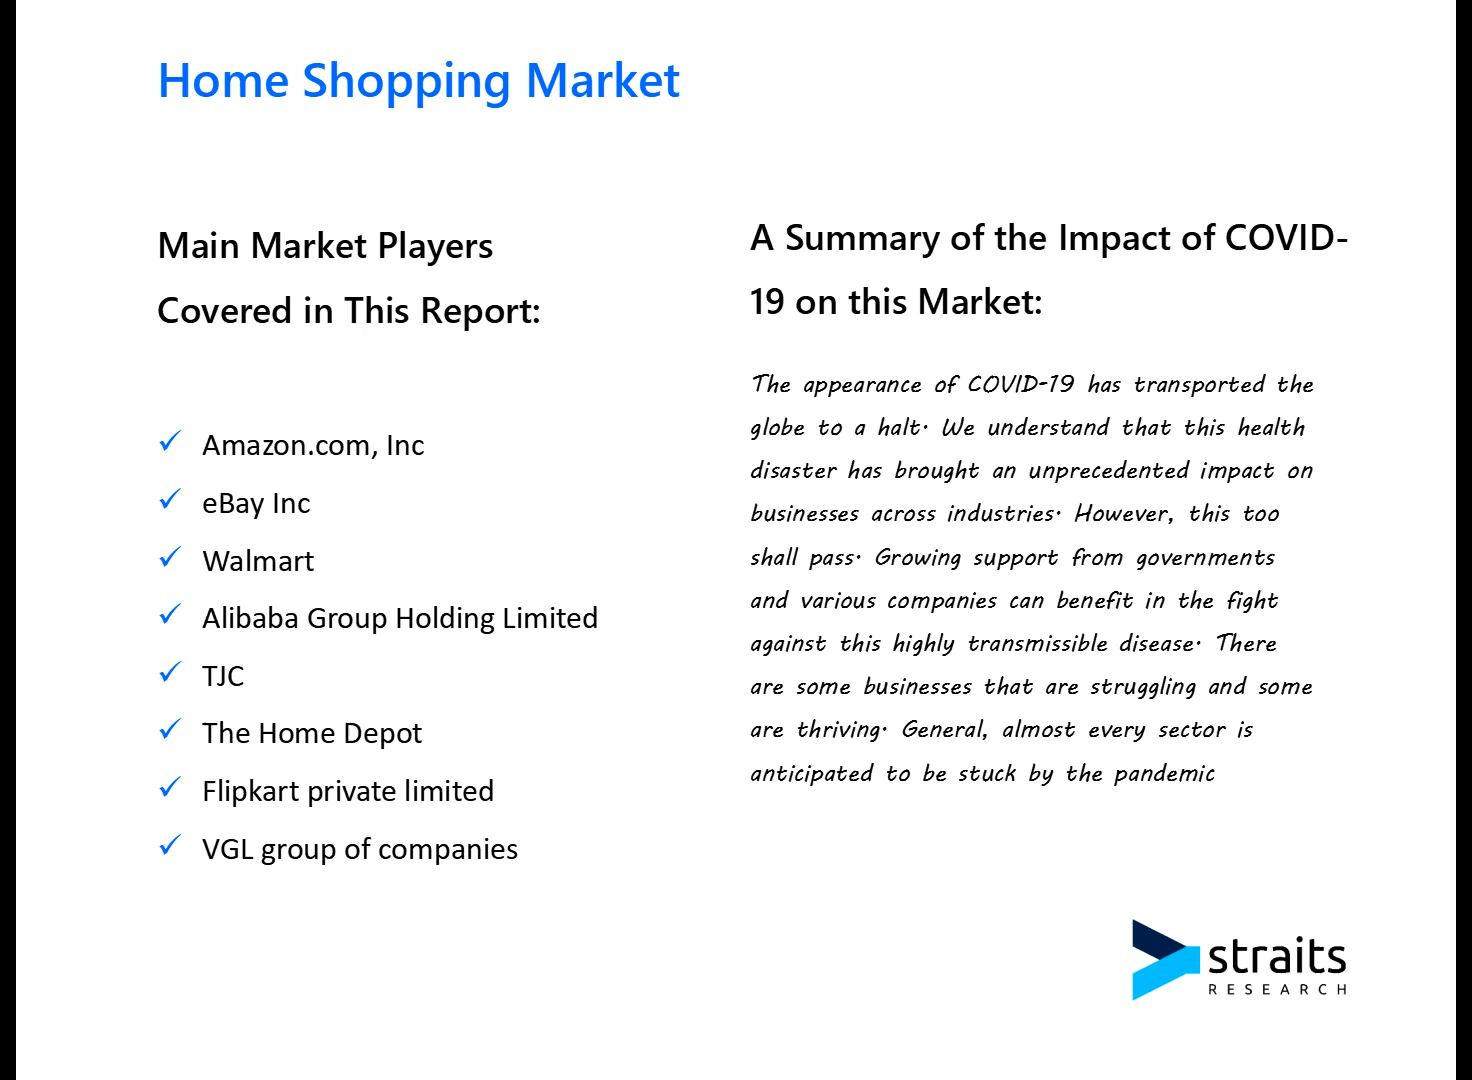 Home Shopping Market
Main Market Players
Covered in This Report:
Amazon.com, Inc
eBay Inc
Walmart
Alibaba Group Holding Limited
TJC
The Home Depot
Flipkart private limited
VGL group of companies
A Summary of the Impact of COVID-
19 on this Market:
The appearance of COVID-19 has transported the
globe to a halt. We understand that this health
disaster has brought an unprecedented impact on
businesses across industries. However, this too
shall pass. Growing support from governments
and various companies can benefit in the fight
against this highly transmissible disease. There
are some businesses that are struggling and some
are thriving. General, almost every sector is
anticipated to be stuck by the pandemic
straits
RESEARCH